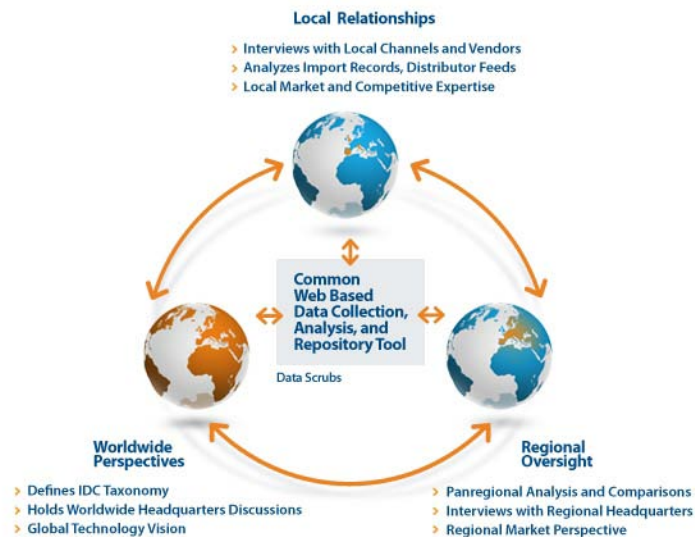 Local Relationships
Interviews with Local Channels and Vendors
Analyzes Import Records, Distributor Feeds
Local Market and Competitive Expertise
Common
Web Based
Data Collection,
Analysis, and
Repository Tool
Data Scrubs
Worldwide
Perspectives
Defines IDC Taxonomy
Holds Worldwide Headquarters Discussions
Global Technology Vision
Regional
Oversight
Panregional Analysis and Comparisons
Interviews with Regional Headquarters
Regional Market Perspective